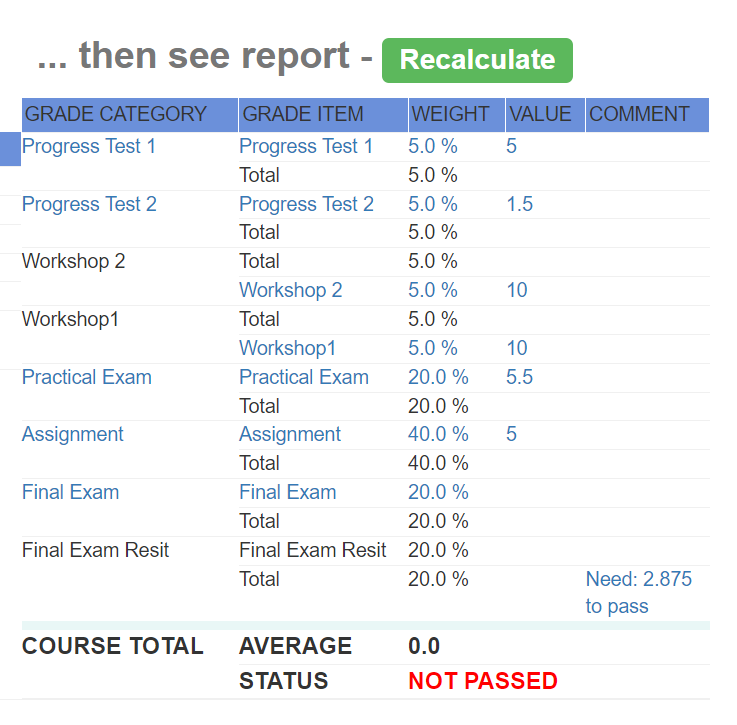 ... then see report - Recalculate
GRADE CATEGORY GRADE ITEM WEIGHT VALUE COMMENT
Progress Test 1 Progress Test 1 5.0 % 5
Total 5.0 %
Progress Test 2 Progress Test 2 5.0 % 1.5
Total 5.0 %
Workshop 2 Total 5.0 %
Workshop 2 5.0 % 10
Workshop1 Total 5.0 %
Workshop1 5.0 % 10
Practical Exam Practical Exam 20.0 % 5.5
Total 20.0 %
Assignment Assignment 40.0 % 5
Total 40.0 %
Final Exam Final Exam 20.0 %
Total 20.0 %
Final Exam Resit Final Exam Resit 20.0 %
Total 20.0 % Need: 2.875
to pass
COURSE TOTAL AVERAGE 0.0
STATUS NOT PASSED